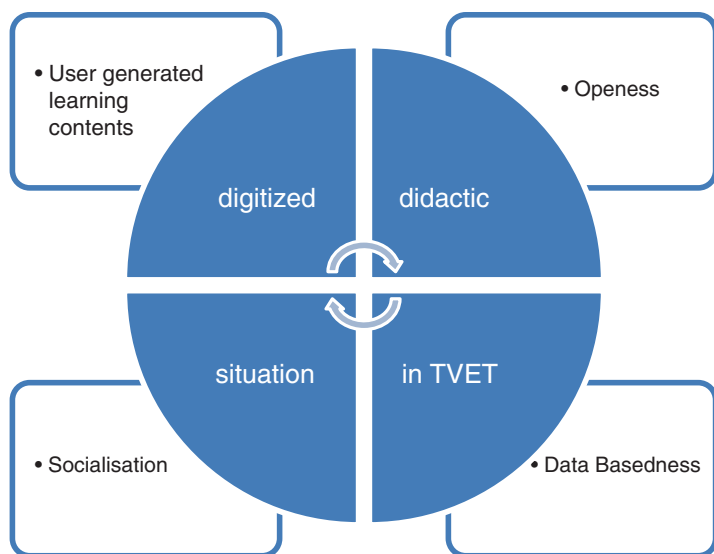 • User generated
learning
contents
• Openess
digitized
didactic
situation
in TVET
• Socialisation
• Data Basedness